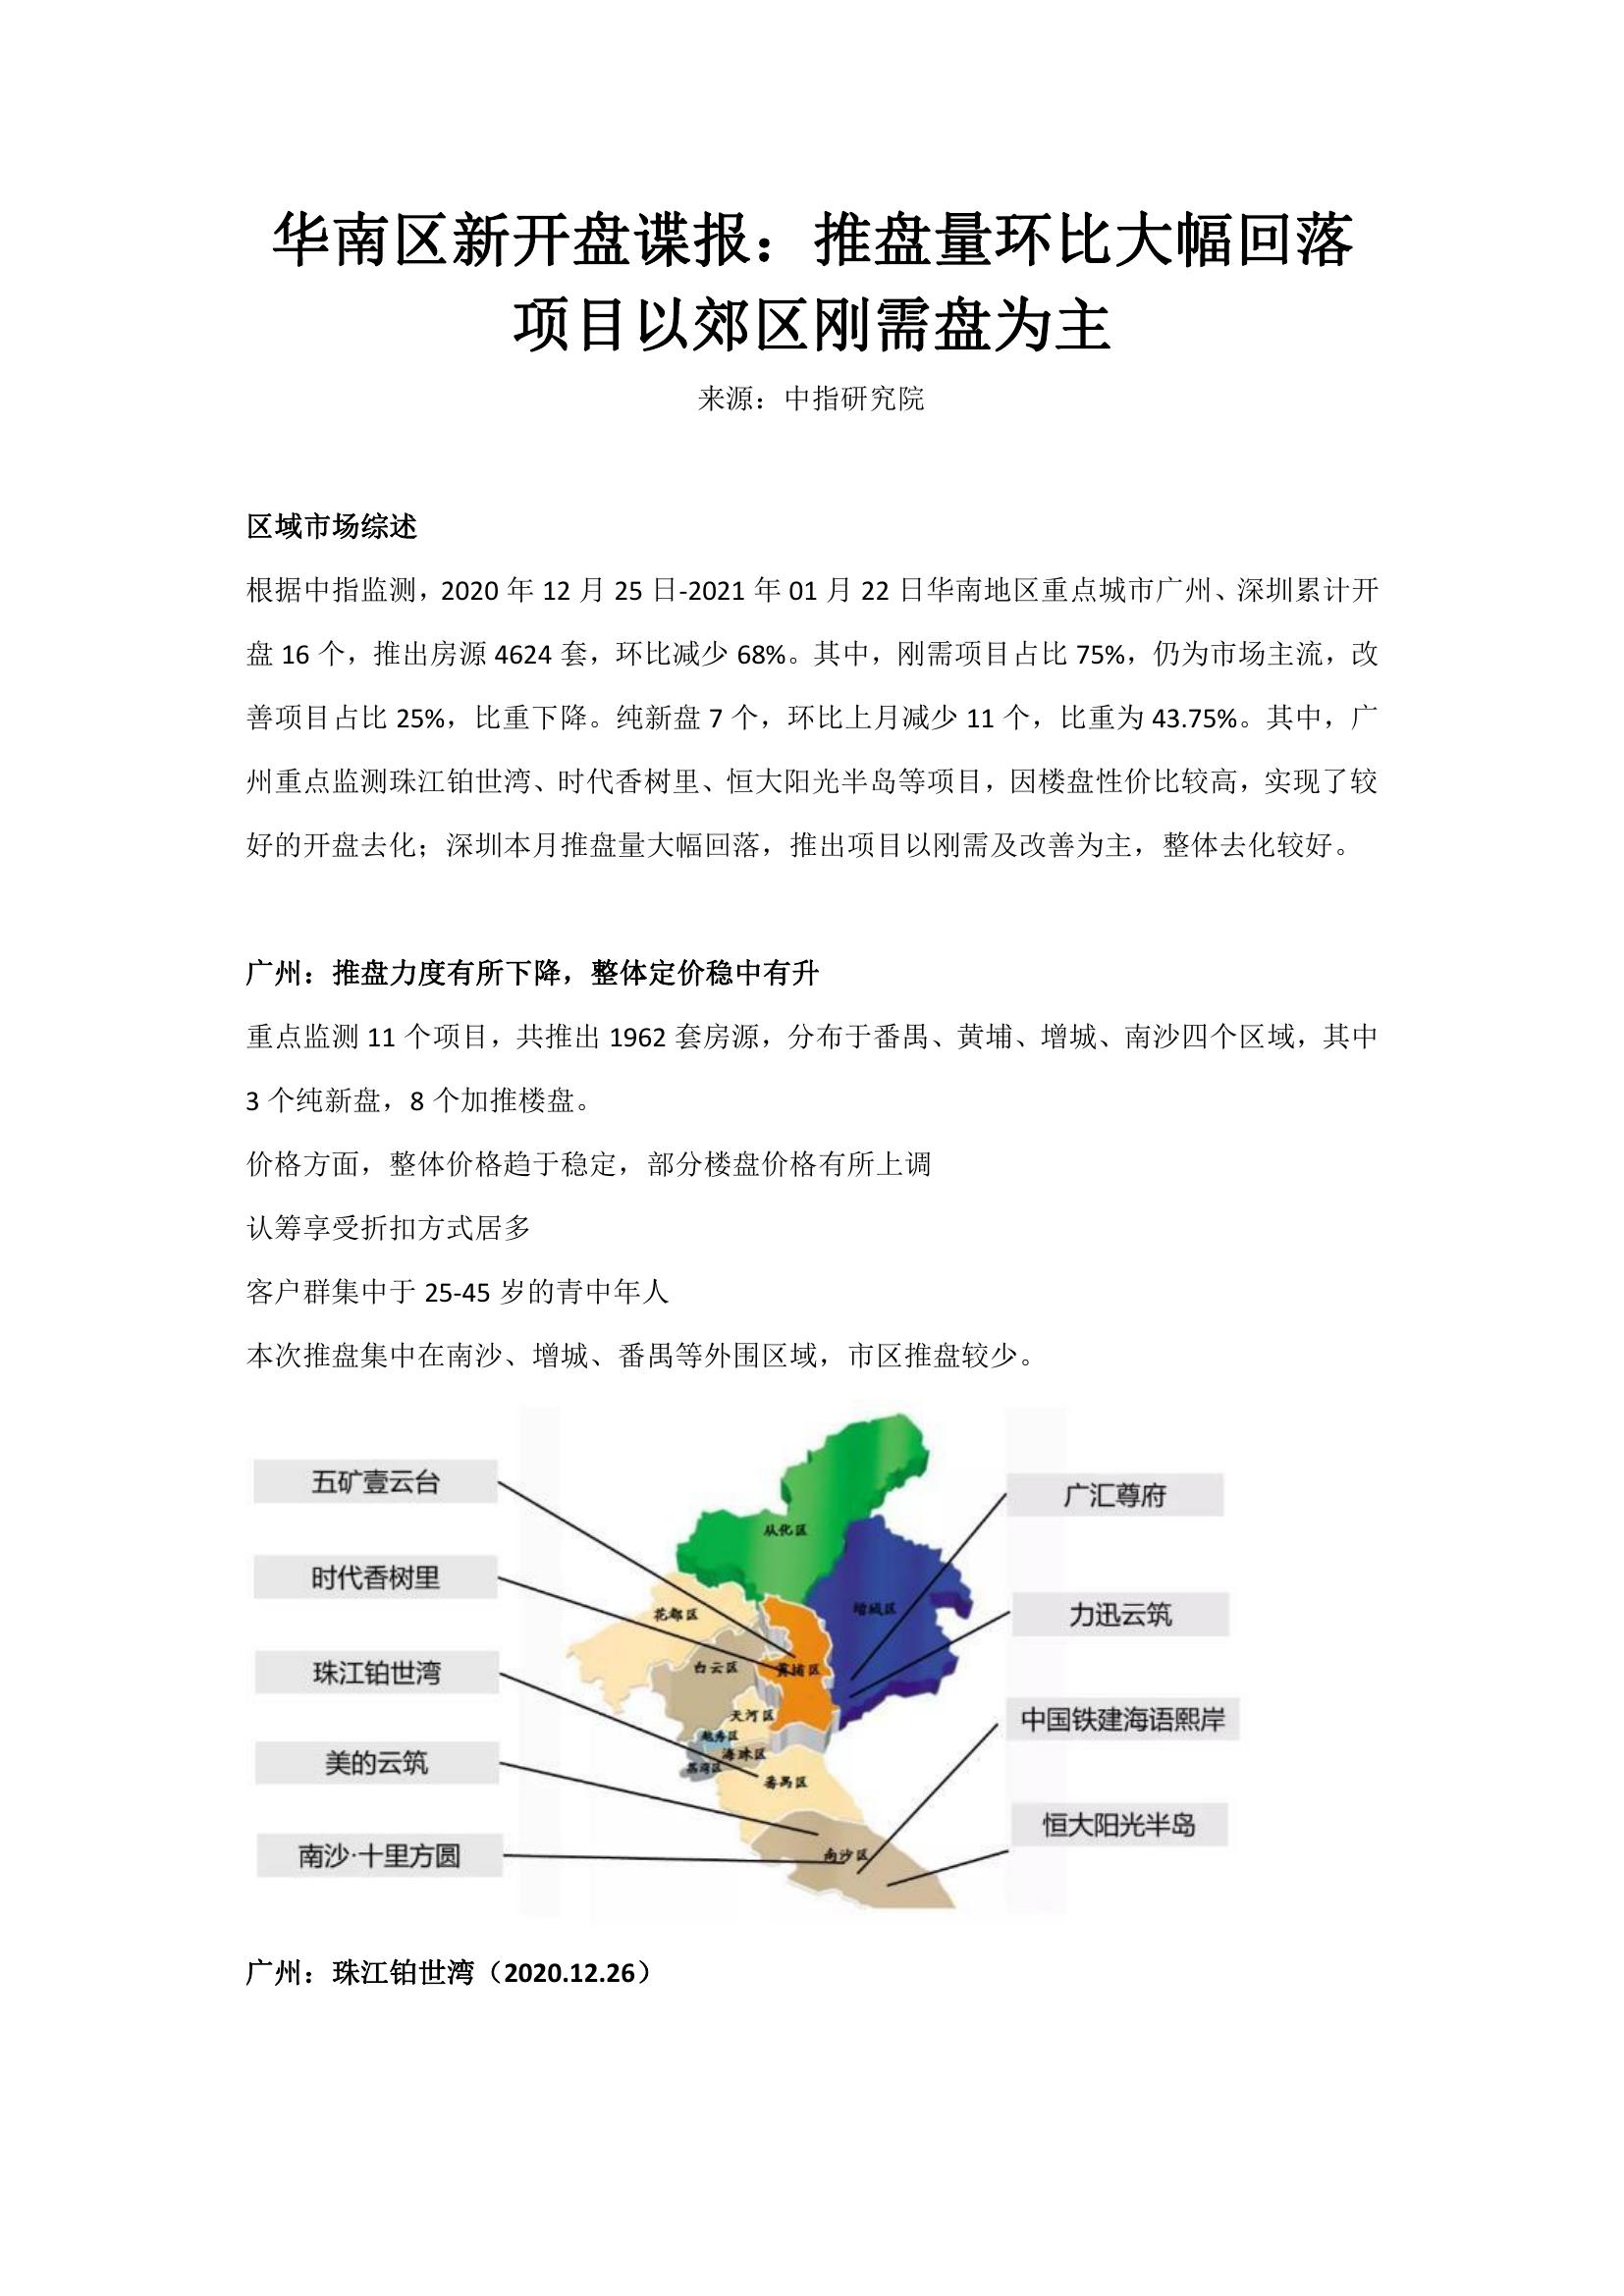 华南区新开盘谍报：推盘量环比大幅回落
项目以郊区刚需盘为主
来源：中指研究院
区域市场综述
根据中指监测，2020 年 12 月 25 日-2021 年 01 月 22 日华南地区重点城市广州、深圳累计开
盘 16 个，推出房源 4624 套，环比减少 68%。其中，刚需项目占比 75%，仍为市场主流，改
善项目占比 25%，比重下降。纯新盘 7 个，环比上月减少 11 个，比重为 43.75%。其中，广
州重点监测珠江铂世湾、时代香树里、恒大阳光半岛等项目，因楼盘性价比较高，实现了较
好的开盘去化；深圳本月推盘量大幅回落，推出项目以刚需及改善为主，整体去化较好。
广州：推盘力度有所下降，整体定价稳中有升
重点监测 11 个项目，共推出 1962 套房源，分布于番禺、黄埔、增城、南沙四个区域，其中
3 个纯新盘，8 个加推楼盘。
价格方面，整体价格趋于稳定，部分楼盘价格有所上调
认筹享受折扣方式居多
客户群集中于 25-45 岁的青中年人
本次推盘集中在南沙、增城、番禺等外围区域，市区推盘较少。
五矿壹云台
广汇尊府
从化区
时代香树里
力迅云筑
花都区
增城区
珠江铂世湾
白云区
黄埔区
中国铁建海语熙岸
天河区
越秀区
海珠区
荔湾区
美的云筑
番禺区
恒大阳光半岛
南沙·十里方圆
南沙区
广州：珠江铂世湾（2020.12.26）